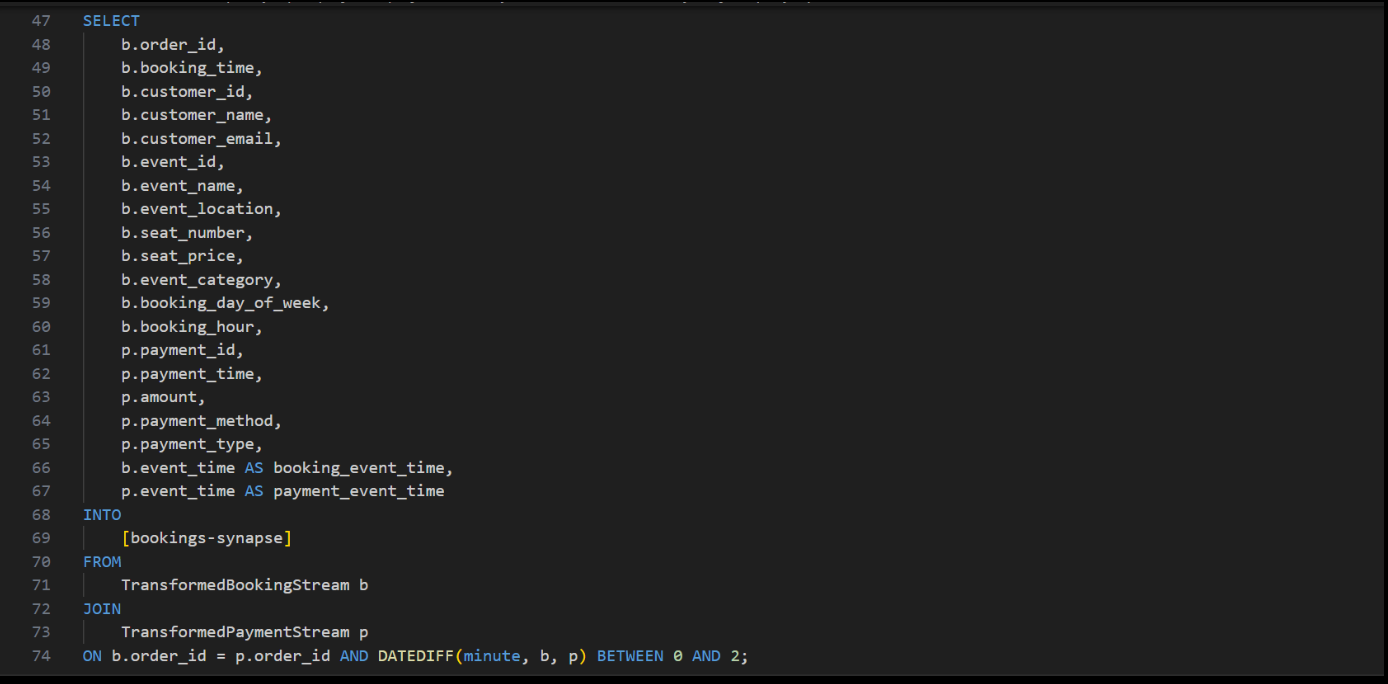 47 SELECT
48 b.order_id,
49 b.booking_time,
50 b.customer_id,
51 b.customer_name,
52 b.customer_email,
53 b.event_id,
54 b.event_name,
55 b.event_location,
56 b.seat_number,
57 b.seat_price,
58 b.event_category,
59 b.booking_day_of_week,
60 b.booking_hour,
61 p.payment_id,
62 p.payment_time,
63 p.amount,
64 p.payment_method,
65 p.payment_type,
66 b.event_time AS booking_event_time,
67 p.event_time AS payment_event_time
68 INTO
69 [bookings-synapse]
70 FROM
71 TransformedBookingStream b
72 JOIN
73 TransformedPaymentStream p
74 ON b.order_id = p.order_id AND DATEDIFF(minute, b, p) BETWEEN 0 AND 2;